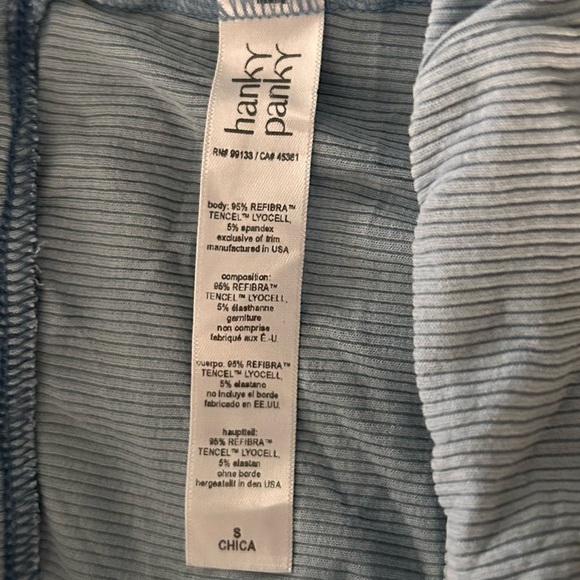 hanky
panky
RN# 99133 / CA# 45381
body: 95% REFIBRA™
TENCEL™ LYOCELL,
5% spandex
exclusive of trim
manufactured in USA
composition:
95% REFIBRA™
TENCEL™ LYOCELL,
5% élasthanne
garniture
non comprise
fabriqué aux É.-U.
cuerpo: 95% REFIBRA™
TENCEL™ LYOCELL,
5% elastano
no incluye el borde
fabricado en EE.UU.
hauptteil:
95% REFIBRA™
TENCEL™ LYOCELL,
5% elastan
ohne borde
hergestellt in den USA
S
CHICA